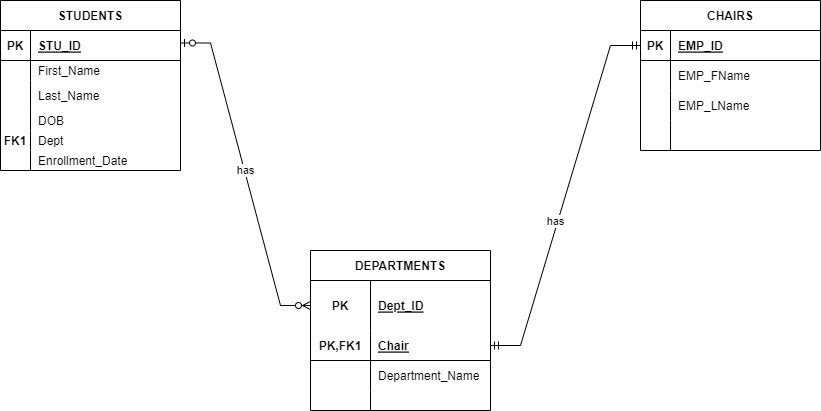 STUDENTS
PK STU_ID
First_Name
Last_Name
DOB
FK1 Dept
Enrollment_Date
CHAIRS
PK EMP_ID
EMP_FName
EMP_LName
has
has
DEPARTMENTS
PK Dept_ID
PK,FK1 Chair
Department_Name